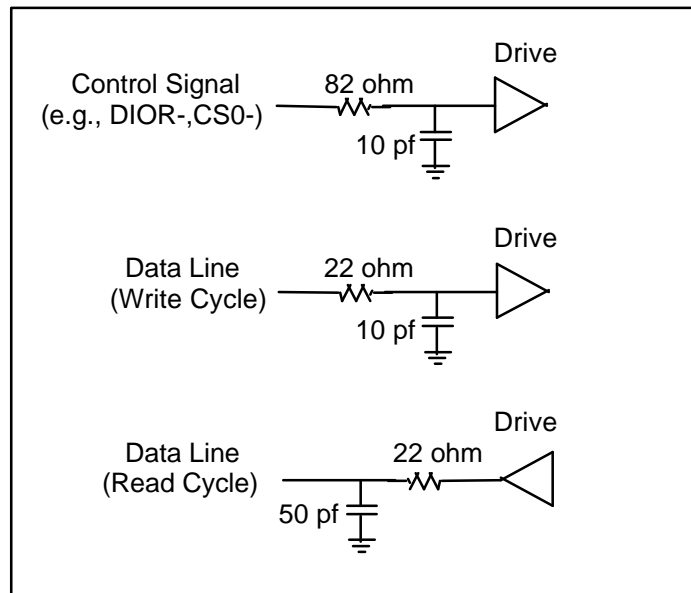 Drive
Control Signal
(e.g., DIOR-,CS0-)
82 ohm
10 pf
Drive
Data Line
(Write Cycle)
22 ohm
10 pf
Drive
Data Line
(Read Cycle)
22 ohm
50 pf